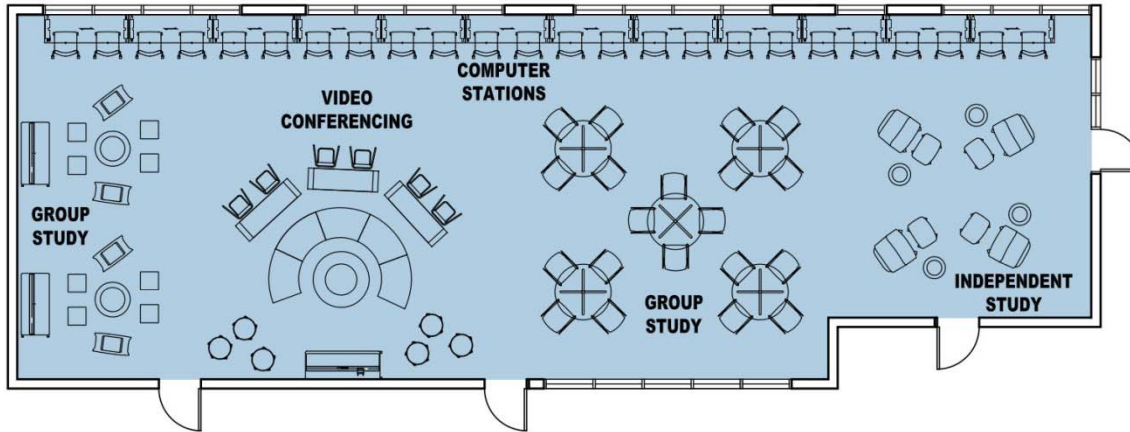 COMPUTER
STATIONS
VIDEO
CONFERENCING
GROUP
STUDY
GROUP
STUDY
INDEPENDENT
STUDY